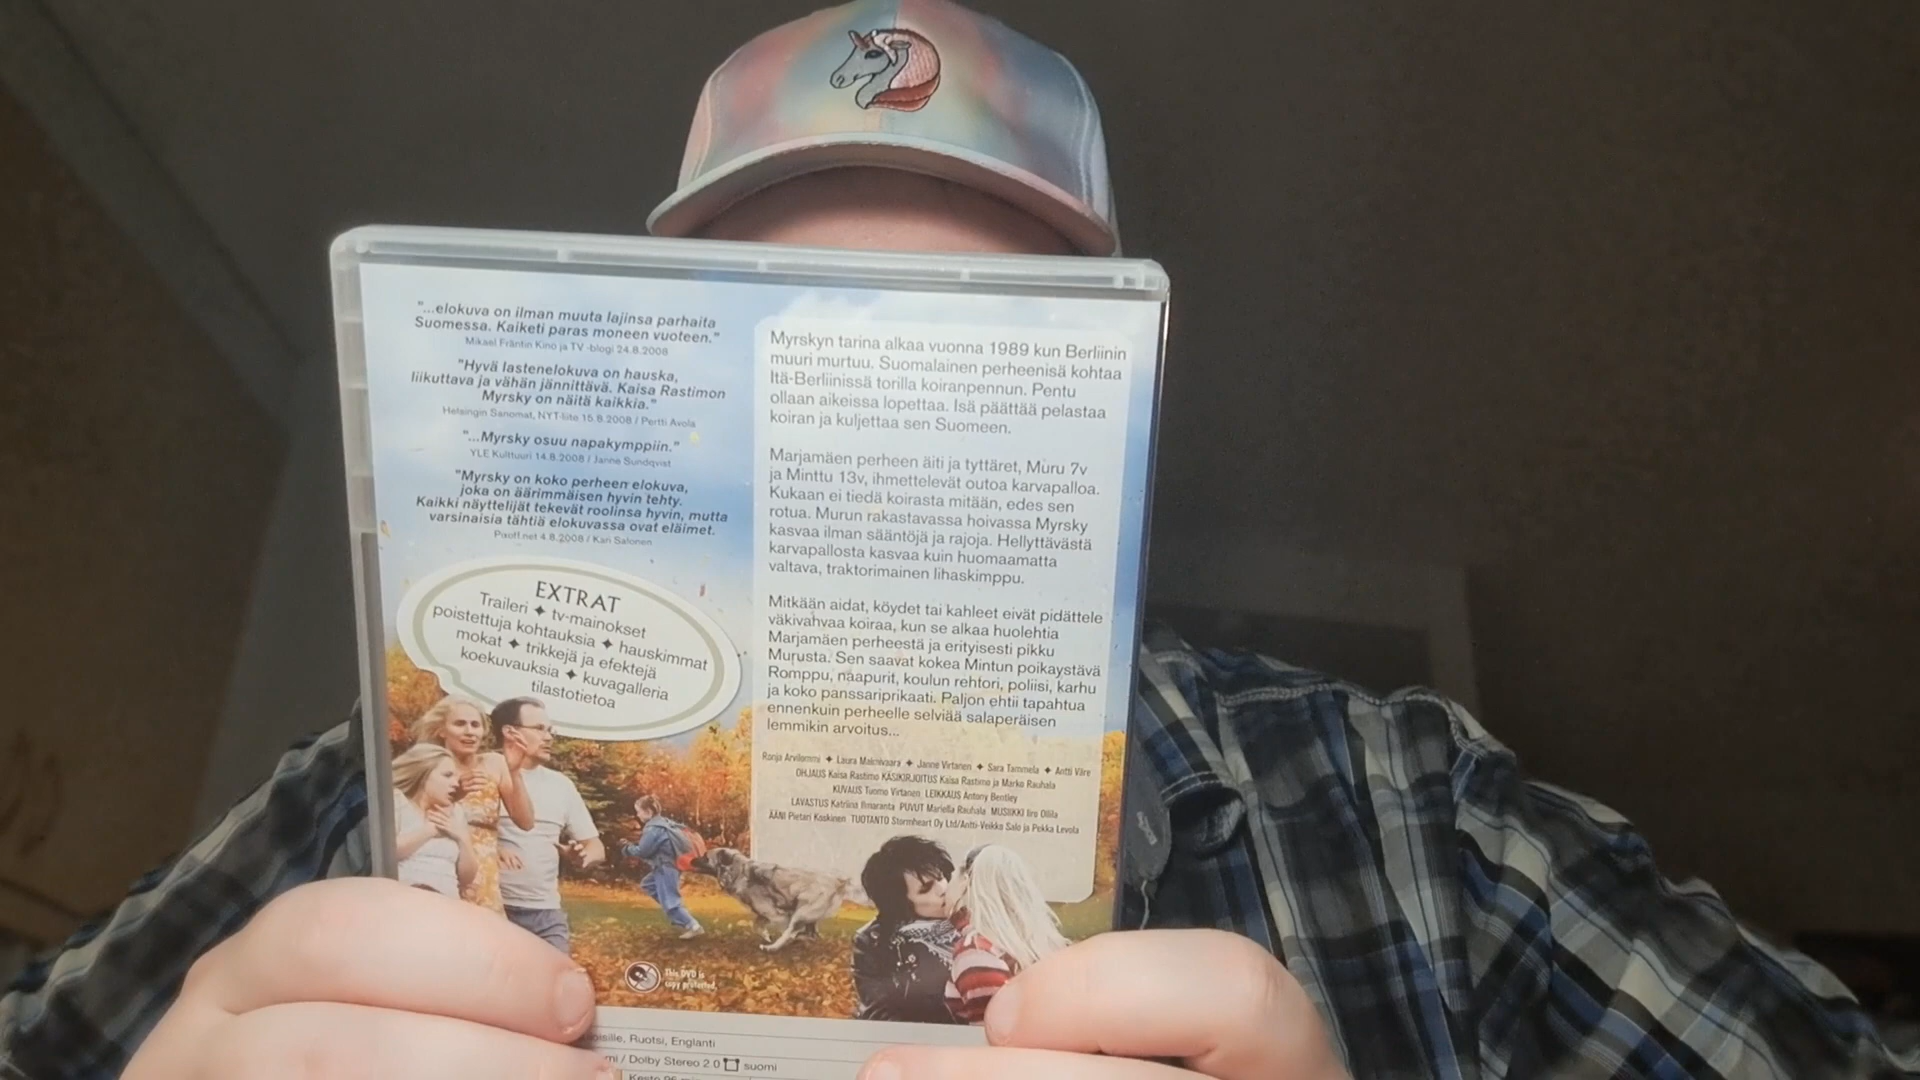 "...elokuva on ilman muuta lajinsa parhaita
Suomessa. Kaiketi paras moneen vuoteen."
Mikael Fräntin Kino ja TV -blogi 24.8.2008
"Hyvä lastenelokuva on hauska,
liikuttava ja vähän jännittävä. Kaisa Rastimon
Myrsky on näitä kaikkia."
Helsingin Sanomat, NYT-liite 15.8.2008 / Pertti Avola
"...Myrsky osuu napakymppiin."
YLE Kulttuuri 14.8.2008 / Janne Sundqvist
"Myrsky on koko perheen elokuva,
joka on äärimmäisen hyvin tehty.
Kaikki näyttelijät tekevät roolinsa hyvin, mutta
varsinaisia tähtiä elokuvassa ovat eläimet.
4.8.2008 / Kari Salonen
EXTRAT
Traileri ✦ tv-mainokset
poistettuja kohtauksia ✦ hauskimmat
mokat ✦ trikkejä ja efektejä
koekuvauksia ✦ kuvagalleria
tilastotietoa
Myrskyn tarina alkaa vuonna 1989 kun Berliinin
muuri murtuu. Suomalainen perheenisä kohtaa
Itä-Berliinissä torilla koiranpennun. Pentu
ollaan aikeissa lopettaa. Isä päättää pelastaa
koiran ja kuljettaa sen Suomeen.
Marjamäen perheen äiti ja tyttäret, Muru 7v
ja Minttu 13v, ihmettelevät outoa karvapalloa.
Kukaan ei tiedä koirasta mitään, edes sen
rotua. Murun rakastavassa hoivassa Myrsky
kasvaa ilman sääntöjä ja rajoja. Hellyttävästä
karvapallosta kasvaa kuin huomaamatta
valtava, traktorimainen lihaskimppu.
Mitkään aidat, köydet tai kahleet eivät pidättele
väkivahvaa koiraa, kun se alkaa huolehtia
Marjamäen perheestä ja erityisesti pikku
Murusta. Sen saavat kokea Mintun poikaystävä
Romppu, naapurit, koulun rehtori, poliisi, karhu
ja koko panssariprikaati. Paljon ehtii tapahtua
ennenkuin perheelle selviää salaperäisen
lemmikin arvoitus...
Ronja Arvilommi ✦ Laura Malmivaara ✦ Janne Virtanen ✦ Sara Tammela ✦ Antti Väre
OHJAUS Kaisa Rastimo KÄSIKIRJOITUS Kaisa Rastimo ja Marko Rauhala
KUVAUS Tuomo Virtanen LEIKKAUS Antony Bentley
LAVASTUS Katriina Ilmaranta PUVUT Mariella Rauhala MUSIIKKI Iiro Ollila
ÄÄNI Pietari Koskinen TUOTANTO Stormheart Oy Ltd/Antti-Veikko Salo ja Pekka Levola
This DVD is
copy protected.
Ruotsi, Englanti
/ Dolby Stereo 2.0 suomi
Kesto